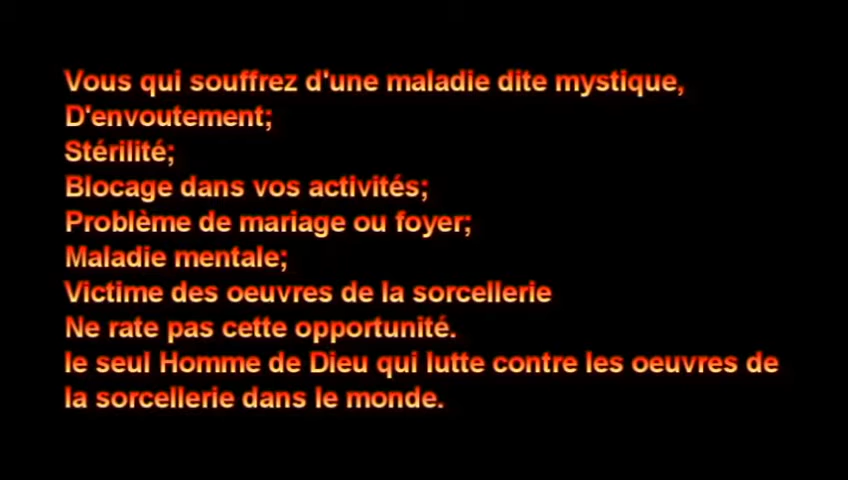 Vous qui souffrez d'une maladie dite mystique,
D'envoutement;
Stérilité;
Blocage dans vos activités;
Problème de mariage ou foyer;
Maladie mentale;
Victime des oeuvres de la sorcellerie
Ne rate pas cette opportunité.
le seul Homme de Dieu qui lutte contre les oeuvres de
la sorcellerie dans le monde.